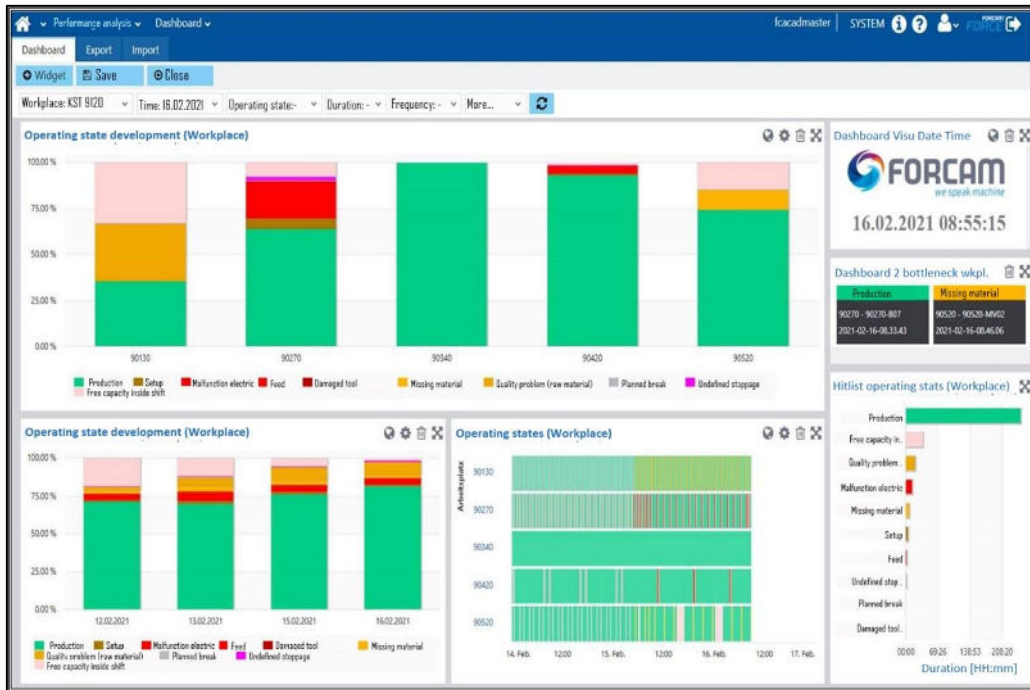 Performance analysis Dashboard fcacadmaster SYSTEM FORCAM FORCE
Dashboard Export Import
Widget Save Close
Workplace: KST 9120 Time: 16.02.2021 Operating state:- Duration: - Frequency: - More...
Operating state development (Workplace)
100.00 %
75.00 %
50.00 %
25.00 %
0.00 %
90130 90270 90340 90420 90520
Production Setup Malfunction electric Feed Damaged tool Missing material Quality problem (raw material) Planned break Undefined stoppage
Free capacity inside shift
Dashboard Visu Date Time
FORCAM
we speak machine
16.02.2021 08:55:15
Dashboard 2 bottleneck wkpl.
Production Missing material
90270 - 90270-B07 90520 - 90520-MV02
2021-02-16-08.33.43 2021-02-16-08.46.06
Operating state development (Workplace)
100.00 %
75.00 %
50.00 %
25.00 %
0.00 %
12.02.2021 13.02.2021 15.02.2021 16.02.2021
Production Setup Malfunction electric Feed Damaged tool Missing material
Quality problem (raw material) Planned break Undefined stoppage
Free capacity inside shift
Operating states (Workplace)
Arbeitsplatz
90130
90270
90340
90420
90520
14. Feb. 12:00 15. Feb. 12:00 16. Feb. 12:00 17. Feb.
Hitlist operating stats (Workplace)
Production
Free capacity in..
Quality problem..
Malfunction electric
Missing material
Setup
Feed
Undefined stop...
Planned break
Damaged tool..
00:00 69:26 138:53 208:20
Duration [HH:mm]